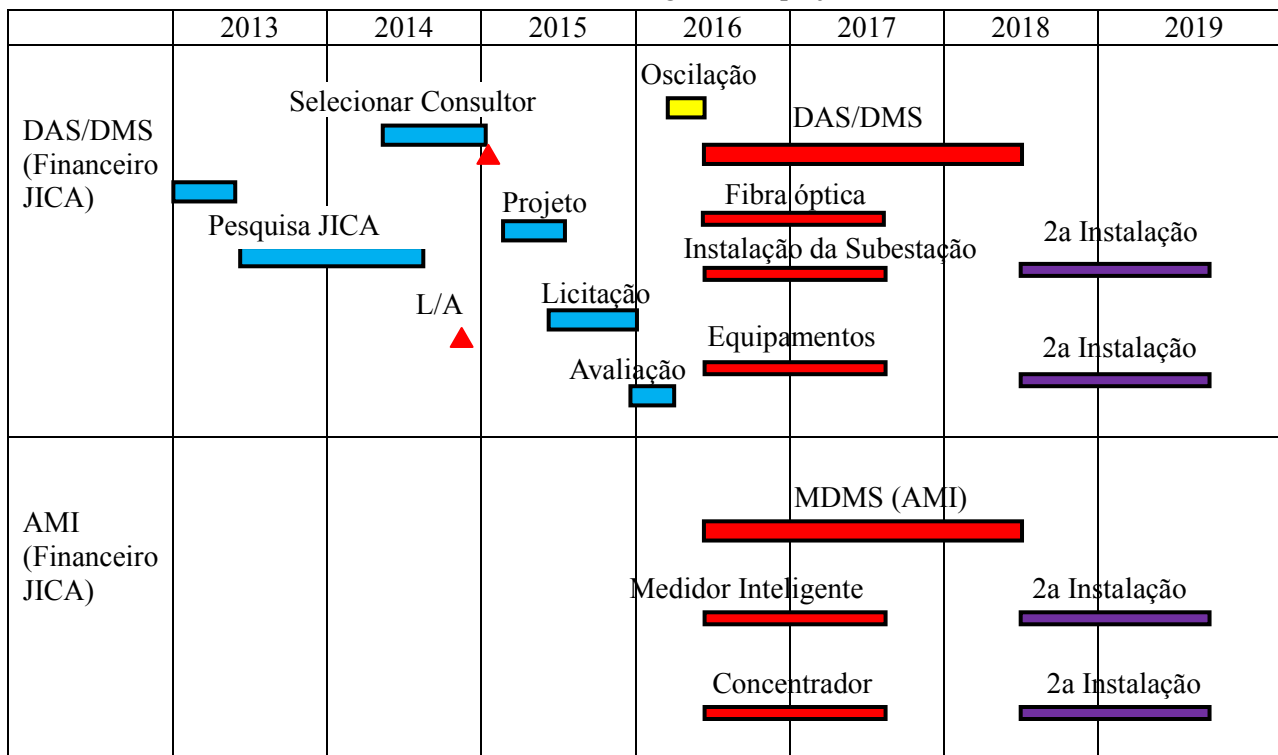 2013 2014 2015 2016 2017 2018 2019
DAS/DMS
(Financeiro
JICA)
Selecionar Consultor
Pesquisa JICA
L/A
Projeto
Licitação
Avaliação
Oscilação
DAS/DMS
Fibra óptica
Instalação da Subestação
2a Instalação
Equipamentos
2a Instalação
AMI
(Financeiro
JICA)
MDMS (AMI)
Medidor Inteligente
2a Instalação
Concentrador
2a Instalação